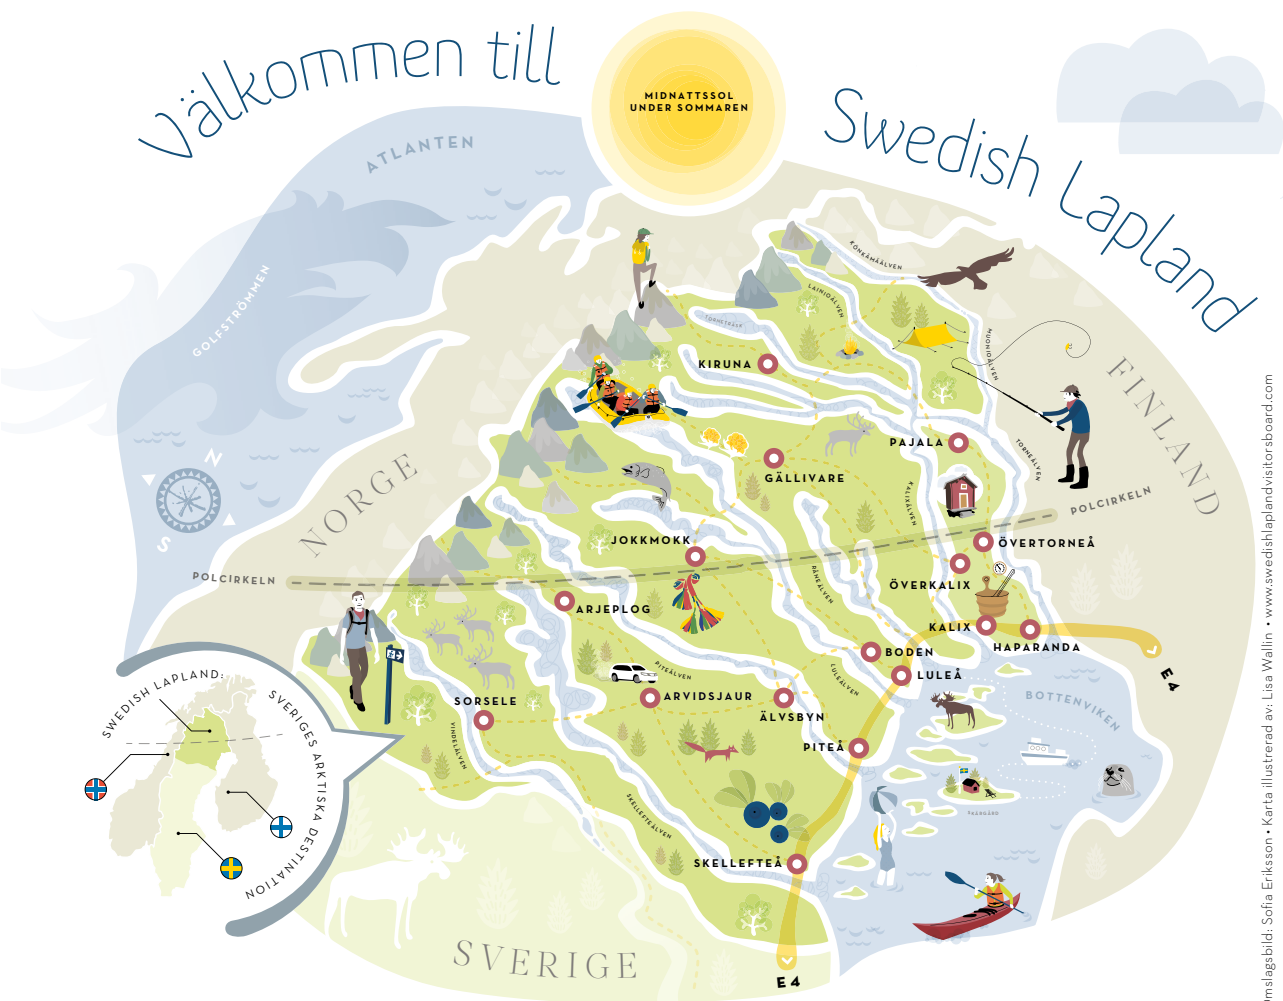 Välkommen till
Swedish Lapland
MIDNATTSSOL
UNDER SOMMAREN
ATLANTEN
GOLFSTRÖMMEN
KÖNKÄMÄÄLVEN
LAINIOÄLVEN
TORNETRÄSK
MUONIOÄLVEN
FINLAND
KIRUNA
PAJALA
TORNEÄLVEN
N
S
NORGE
GÄLLIVARE
KALIXÄLVEN
POLCIRKELN
JOKKMOKK
ÖVERTORNEÅ
POLCIRKELN
ÖVERKALIX
RÅNEÄLVEN
ARJEPLOG
KALIX
HAPARANDA
BODEN
LULEÅ
E4
PITEÄLVEN
LULEÄLVEN
ARVIDSJAUR
ÄLVSBYN
SORSELE
BOTTENVIKEN
VINDELÄLVEN
PITEÅ
SKELLEFTEÄLVEN
SKÄRGÅRD
SKELLEFTEÅ
SWEDISH LAPLAND:
SVERIGES ARKTISKA DESTINATION
SVERIGE
E4
mslagsbild: Sofia Eriksson • Karta illustrerad av: Lisa Wallin • www.swedishlaplandvisitorsboard.com